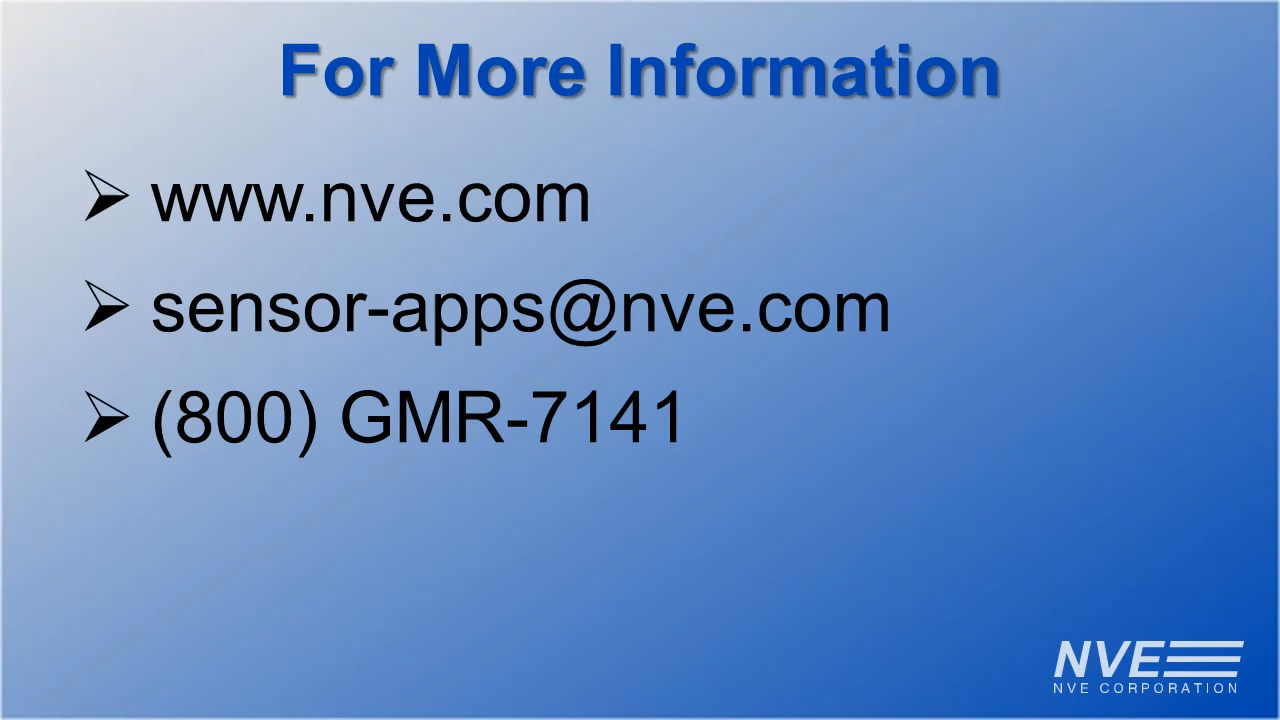 For More Information
www.nve.com
sensor-apps@nve.com
(800) GMR-7141
NVE
NVE CORPORATION